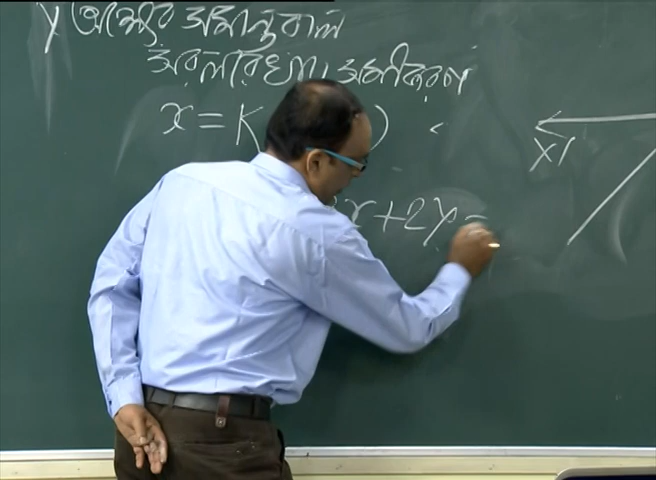 y অক্ষের সমান্তরাল
সরলরেখার সমীকরণ
x = K )
x + 2y =
X/